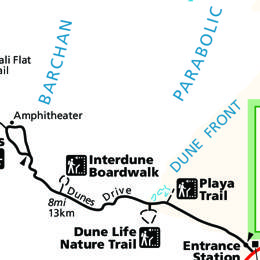 ali Flat
ail
BARCHAN
PARABOLIC
DUNE FRONT
Amphitheater
s
Interdune
Boardwalk
Playa
Trail
Dunes Drive
8mi
13km
Dune Life
Nature Trail
Entrance
Station